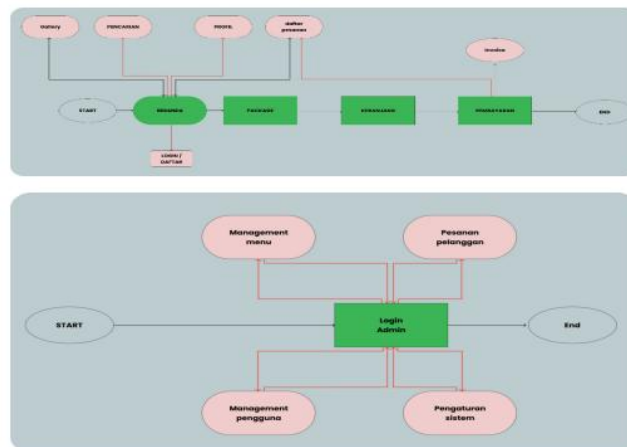 Gallery
PENCARIAN
PROFIL
daftar
pesanan
Invoice
START
BERANDA
PACKAGE
KERANJANG
PEMBAYARAN
END
LOGIN /
DAFTAR
Management
menu
Pesanan
pelanggan
START
Login
Admin
End
Management
pengguna
Pengaturan
sistem